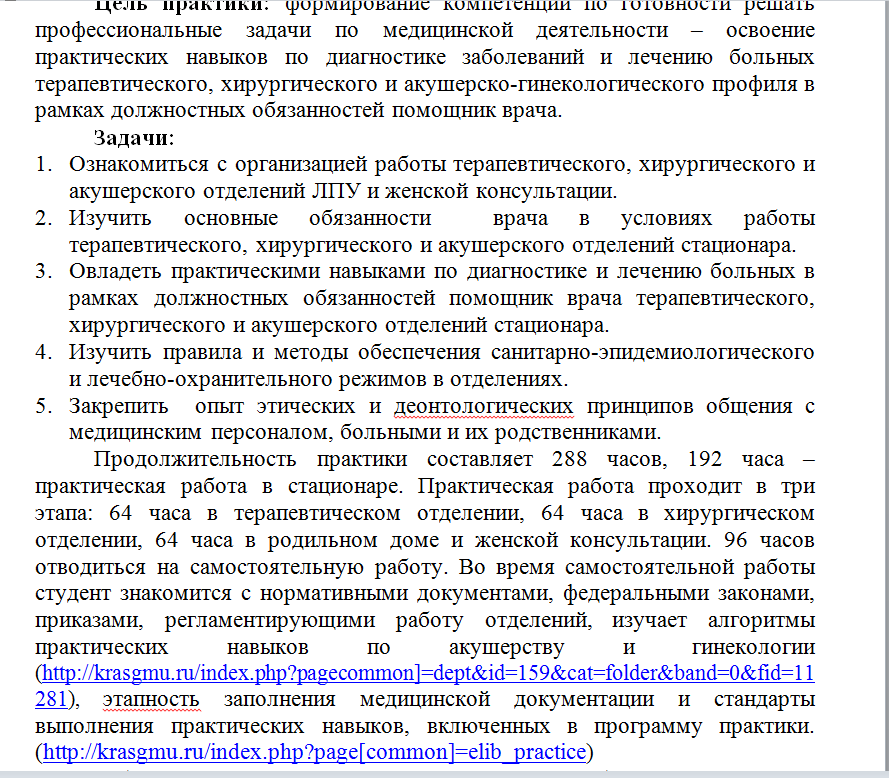 Цель практики: формирование компетенции по готовности решать
профессиональные задачи по медицинской деятельности – освоение
практических навыков по диагностике заболеваний и лечению больных
терапевтического, хирургического и акушерско-гинекологического профиля в
рамках должностных обязанностей помощник врача.
Задачи:
1. Ознакомиться с организацией работы терапевтического, хирургического и
акушерского отделений ЛПУ и женской консультации.
2. Изучить основные обязанности врача в условиях работы
терапевтического, хирургического и акушерского отделений стационара.
3. Овладеть практическими навыками по диагностике и лечению больных в
рамках должностных обязанностей помощник врача терапевтического,
хирургического и акушерского отделений стационара.
4. Изучить правила и методы обеспечения санитарно-эпидемиологического
и лечебно-охранительного режимов в отделениях.
5. Закрепить опыт этических и деонтологических принципов общения с
медицинским персоналом, больными и их родственниками.
Продолжительность практики составляет 288 часов, 192 часа –
практическая работа в стационаре. Практическая работа проходит в три
этапа: 64 часа в терапевтическом отделении, 64 часа в хирургическом
отделении, 64 часа в родильном доме и женской консультации. 96 часов
отводиться на самостоятельную работу. Во время самостоятельной работы
студент знакомится с нормативными документами, федеральными законами,
приказами, регламентирующими работу отделений, изучает алгоритмы
практических навыков по акушерству и гинекологии
(http://krasgmu.ru/index.php?pagecommon]=dept&id=159&cat=folder&band=0&fid=11
281), этапность заполнения медицинской документации и стандарты
выполнения практических навыков, включенных в программу практики.
(http://krasgmu.ru/index.php?page[common]=elib_practice)